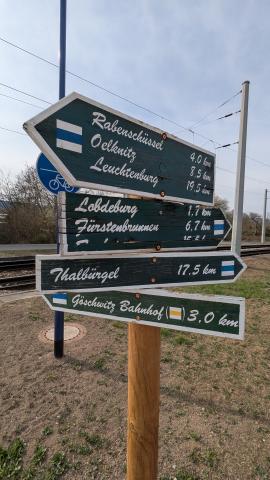 Rabenschüssel 4.0 km
Oelknitz 8.5 km
Leuchtenburg 19.5 km
Lobdeburg 1.7 km
Fürstenbrunnen 6.7 km
Thalbürgel 17.5 km
Göschwitz Bahnhof ( ) 3.0 km